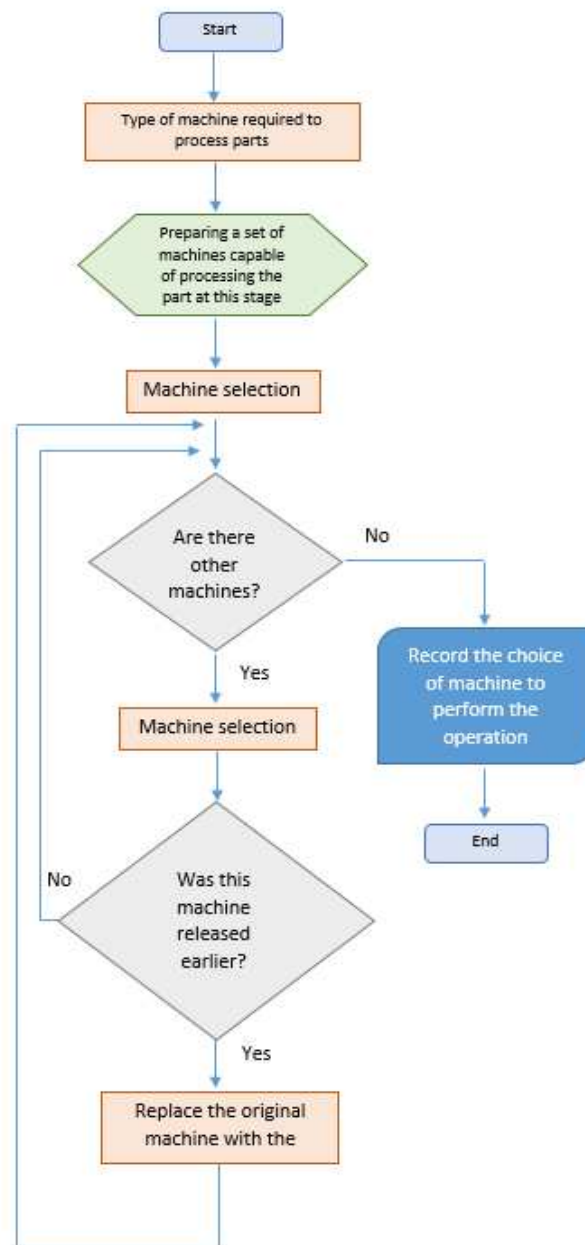 Start
Type of machine required to
process parts
Preparing a set of
machines capable
of processing the
part at this stage
Machine selection
Are there
other
machines?
No
Record the choice
of machine to
perform the
operation
Yes
Machine selection
End
No
Was this
machine
released
earlier?
Yes
Replace the original
machine with the